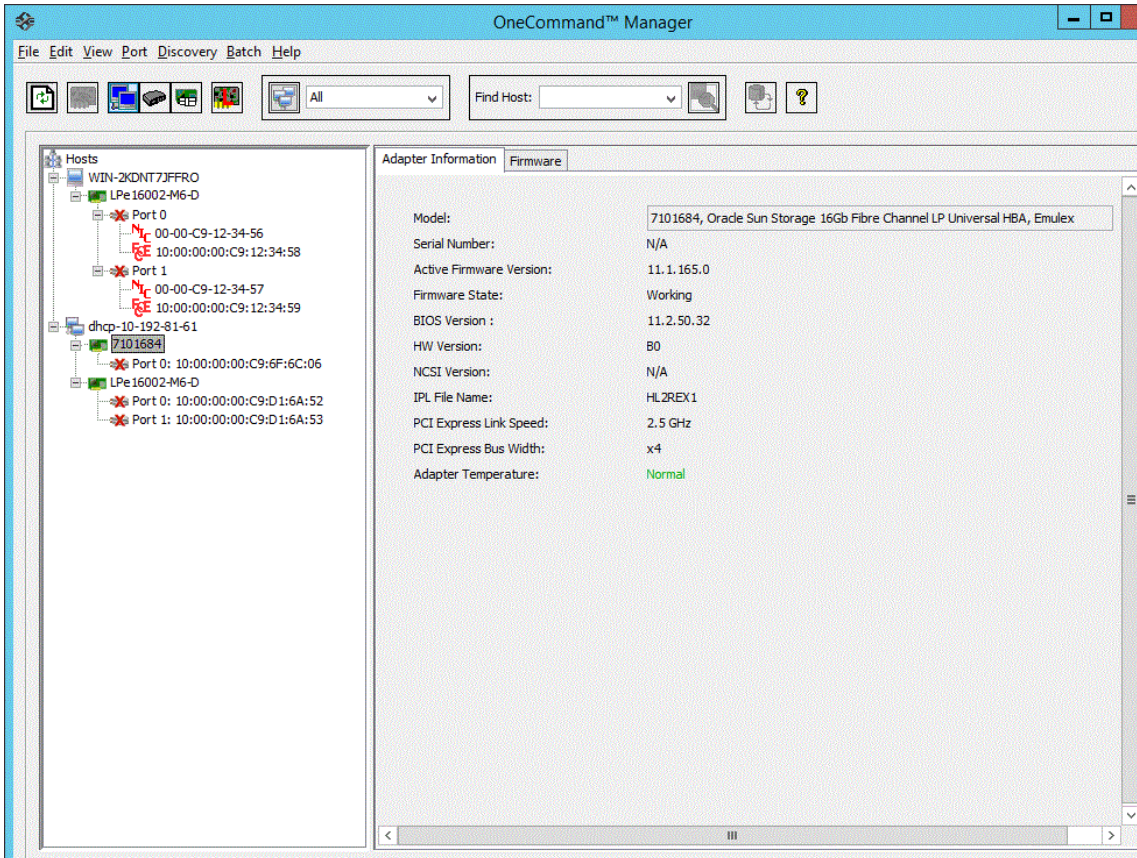 OneCommand™ Manager
File Edit View Port Discovery Batch Help
All
Find Host:
Hosts
WIN-2KDNT7JFFRO
LPe16002-M6-D
Port 0
NIC 00-00-C9-12-34-56
FCoE 10:00:00:00:C9:12:34:58
Port 1
NIC 00-00-C9-12-34-57
FCoE 10:00:00:00:C9:12:34:59
dhcp-10-192-81-61
7101684
Port 0: 10:00:00:00:C9:6F:6C:06
LPe16002-M6-D
Port 0: 10:00:00:00:C9:D1:6A:52
Port 1: 10:00:00:00:C9:D1:6A:53
Adapter Information Firmware
Model: 7101684, Oracle Sun Storage 16Gb Fibre Channel LP Universal HBA, Emulex
Serial Number: N/A
Active Firmware Version: 11.1.165.0
Firmware State: Working
BIOS Version : 11.2.50.32
HW Version: B0
NCSI Version: N/A
IPL File Name: HL2REX1
PCI Express Link Speed: 2.5 GHz
PCI Express Bus Width: x4
Adapter Temperature: Normal